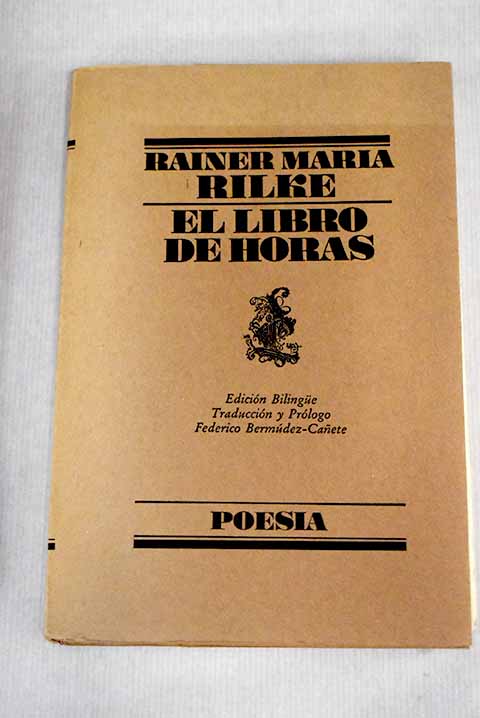 RAINER MARIA
RILKE
EL LIBRO
DE HORAS
Edición Bilingüe
Traducción y Prólogo
Federico Bermúdez-Cañete
POESIA